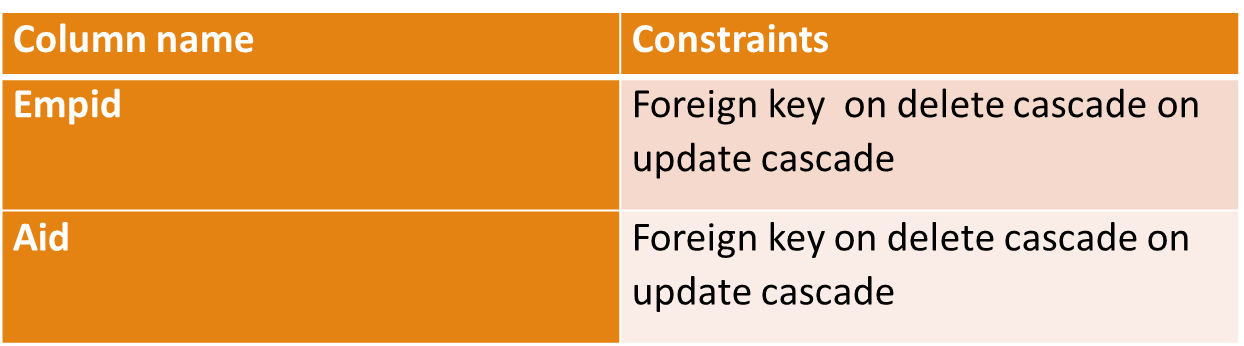 Column name
Constraints
Empid
Foreign key  on delete cascade on
update cascade
Aid
Foreign key on delete cascade on
update cascade